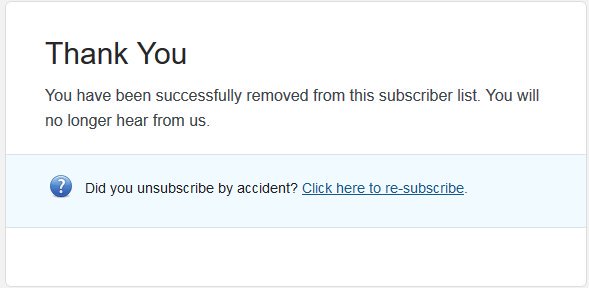 Thank You
You have been successfully removed from this subscriber list. You will
no longer hear from us.
? Did you unsubscribe by accident? Click here to re-subscribe.